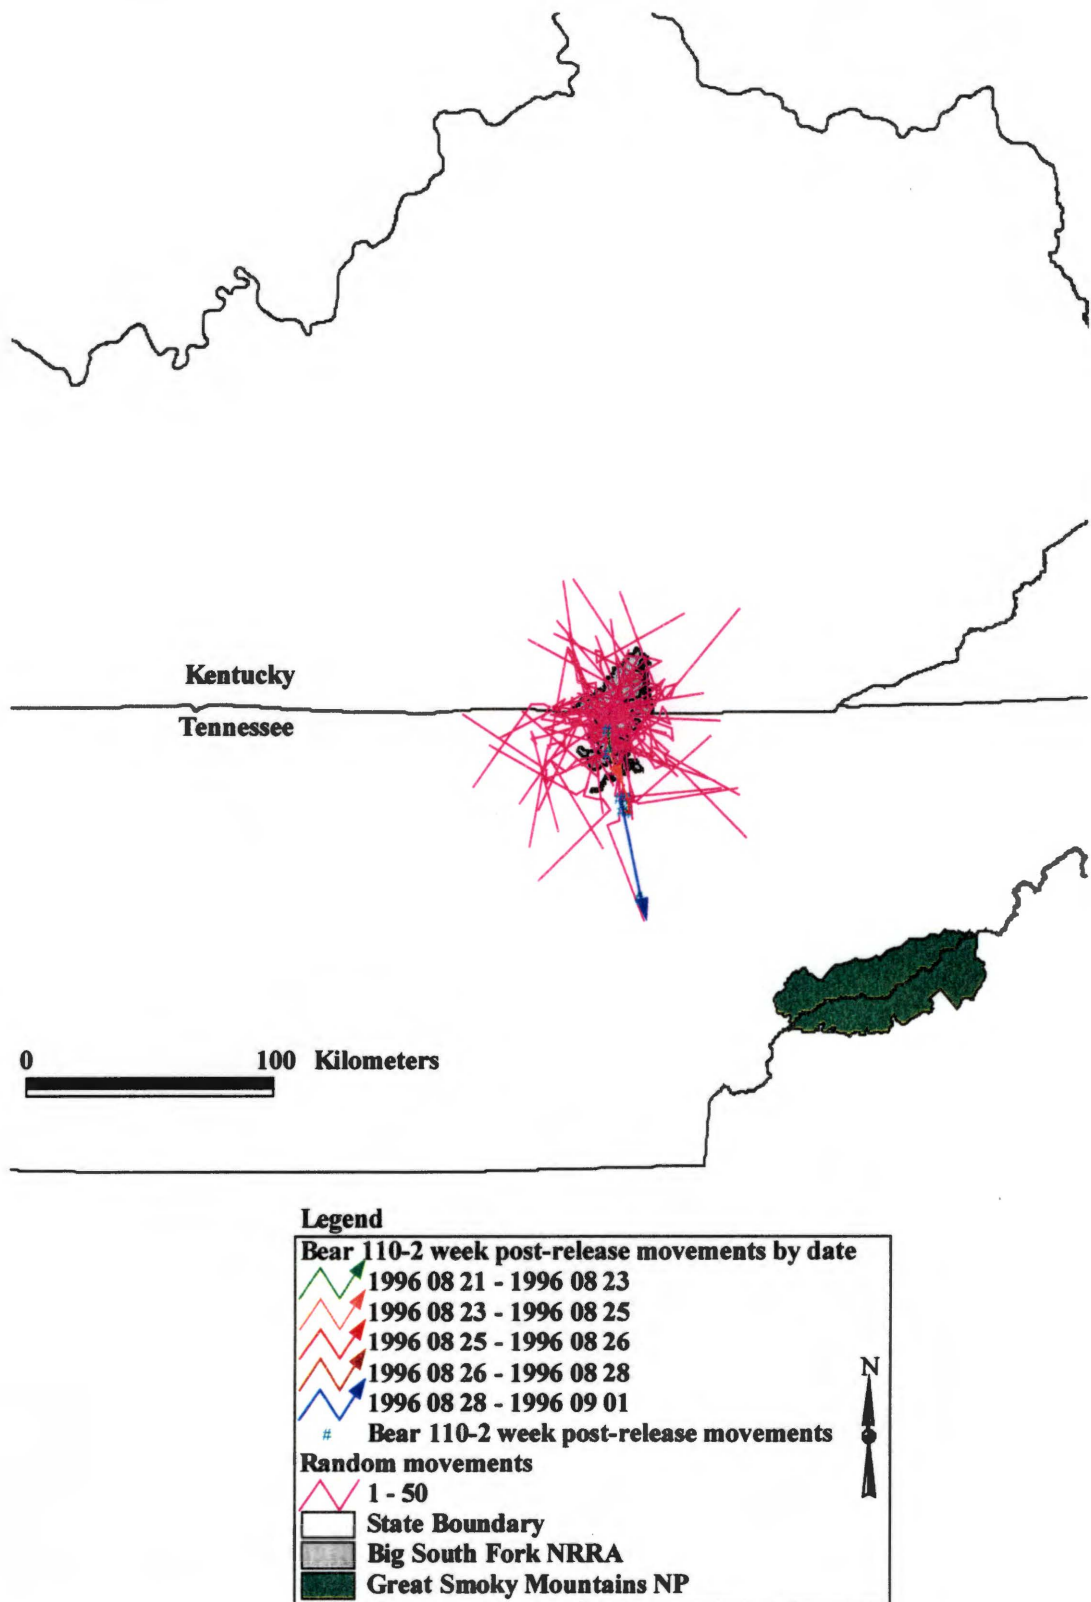 Kentucky
Tennessee
0 100 Kilometers
Legend
Bear 110-2 week post-release movements by date
1996 08 21 - 1996 08 23
1996 08 23 - 1996 08 25
1996 08 25 - 1996 08 26
1996 08 26 - 1996 08 28
1996 08 28 - 1996 09 01
# Bear 110-2 week post-release movements
Random movements
1 - 50
State Boundary
Big South Fork NRRA
Great Smoky Mountains NP
N